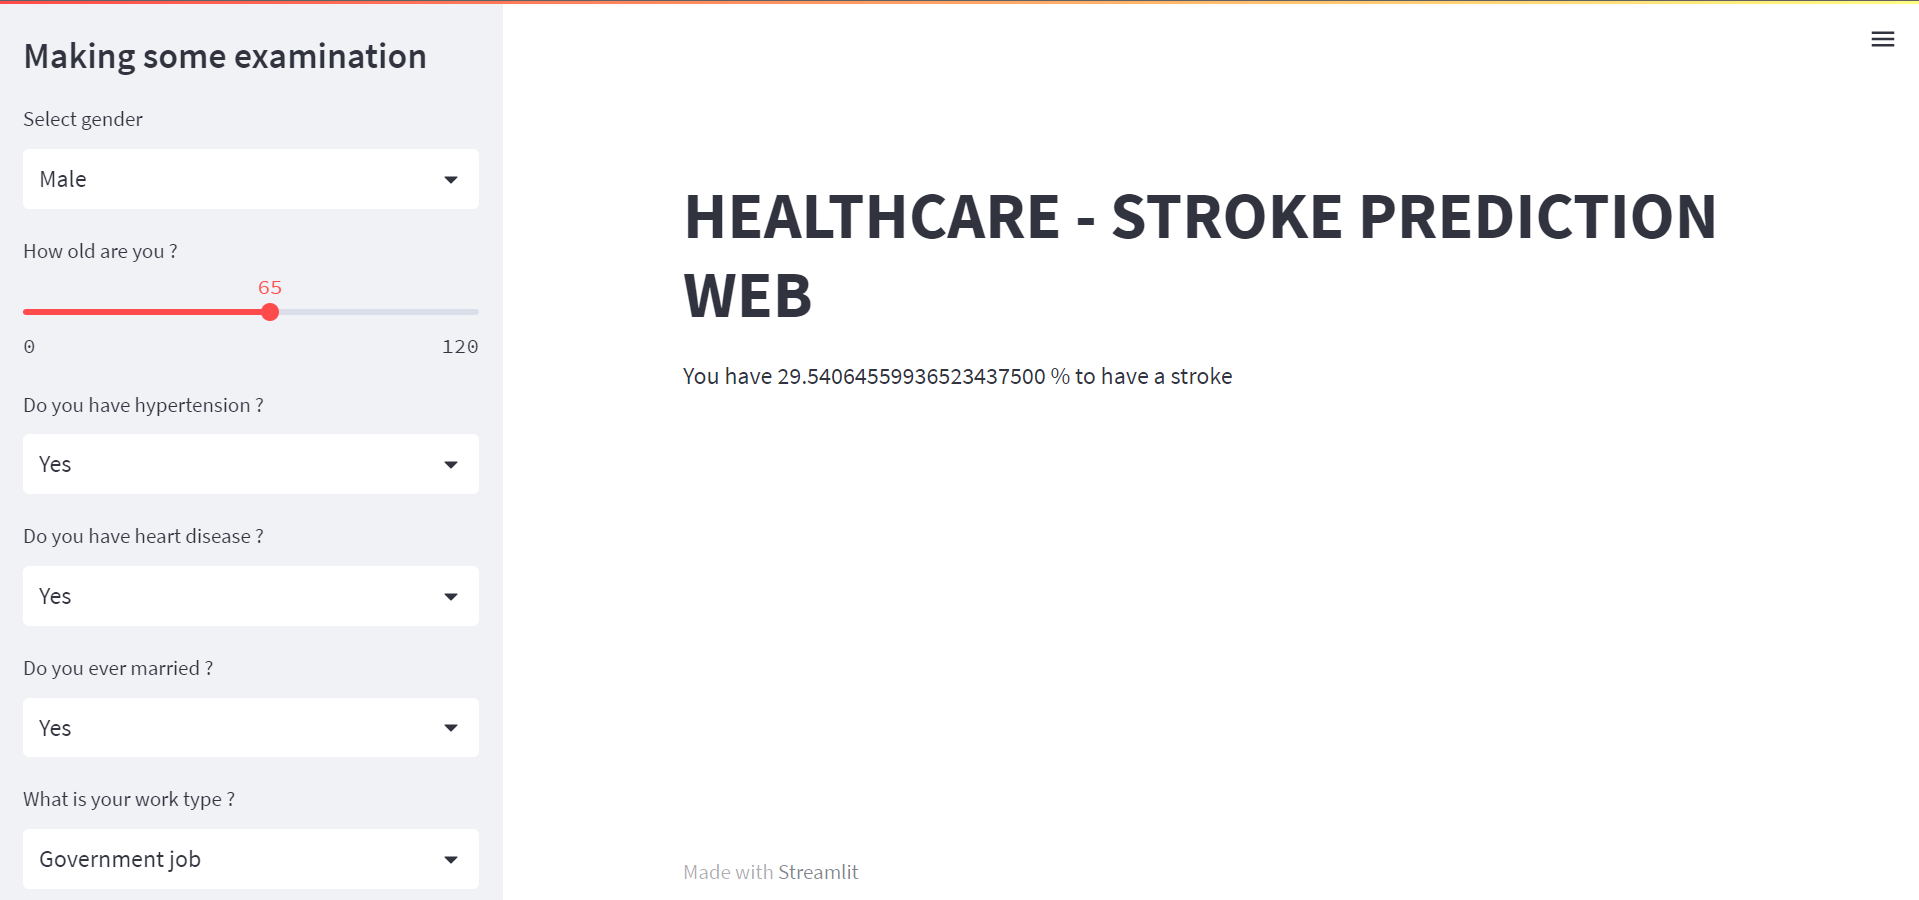 Making some examination
Select gender
Male
How old are you ?
65
0
120
Do you have hypertension ?
Yes
Do you have heart disease ?
Yes
Do you ever married ?
Yes
What is your work type ?
Government job
HEALTHCARE - STROKE PREDICTION
WEB
You have 29.54064559936523437500 % to have a stroke
Made with Streamlit